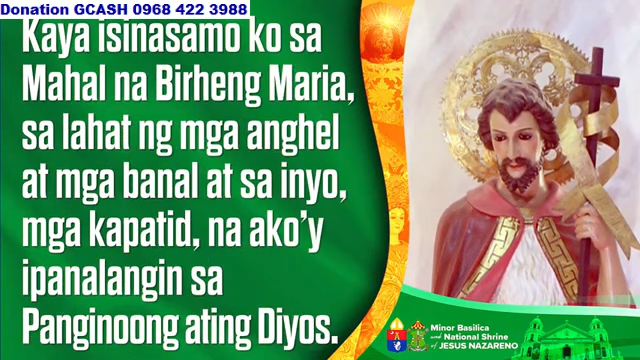 Donation GCASH 0968 422 3988
Kaya isinasamo ko sa
Mahal na Birheng Maria,
sa lahat ng mga anghel
at mga banal at sa inyo,
mga kapatid, na ako’y
ipanalangin sa
Panginoong ating Diyos.
Minor Basilica
and National Shrine
of JESUS NAZARENO